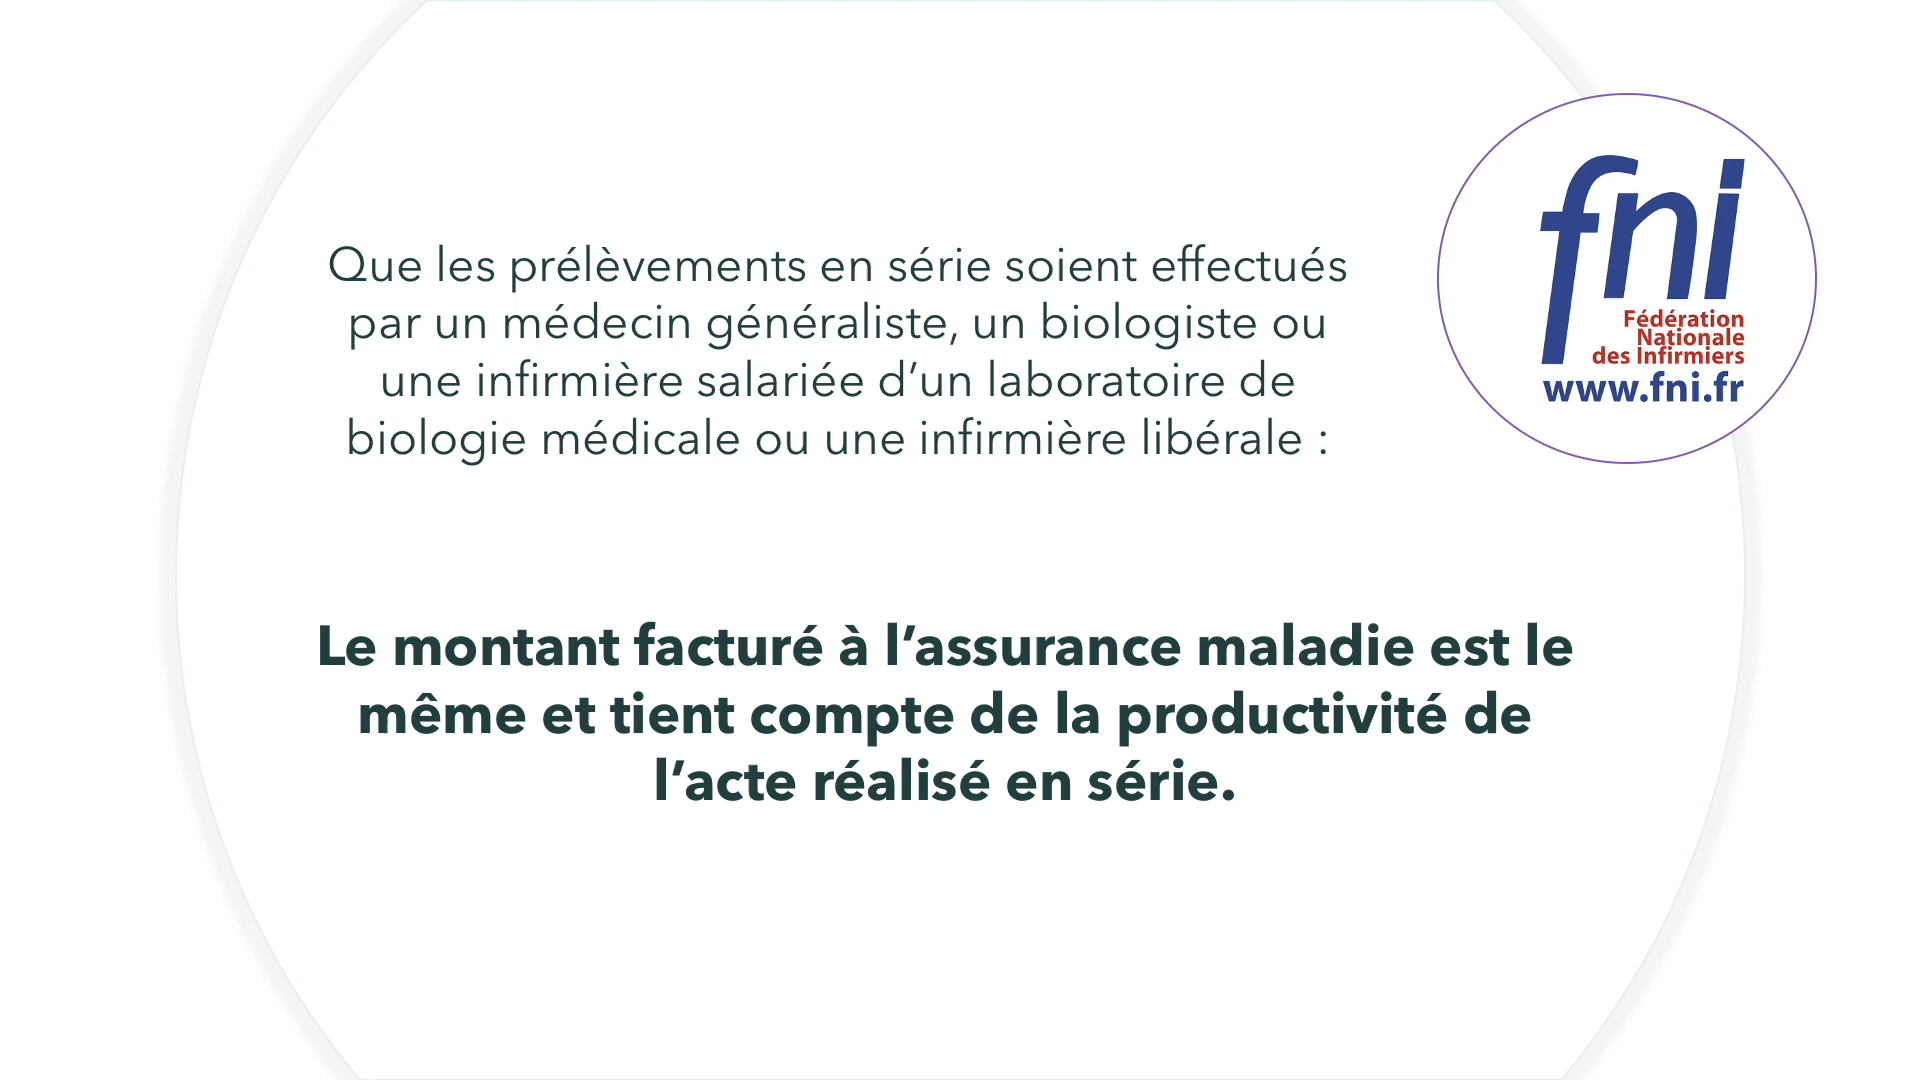 Que les prélèvements en série soient effectués
par un médecin généraliste, un biologiste ou
une infirmière salariée d’un laboratoire de
biologie médicale ou une infirmière libérale :
Le montant facturé à l’assurance maladie est le
même et tient compte de la productivité de
l’acte réalisé en série.
fni
Fédération
Nationale
des Infirmiers
www.fni.fr